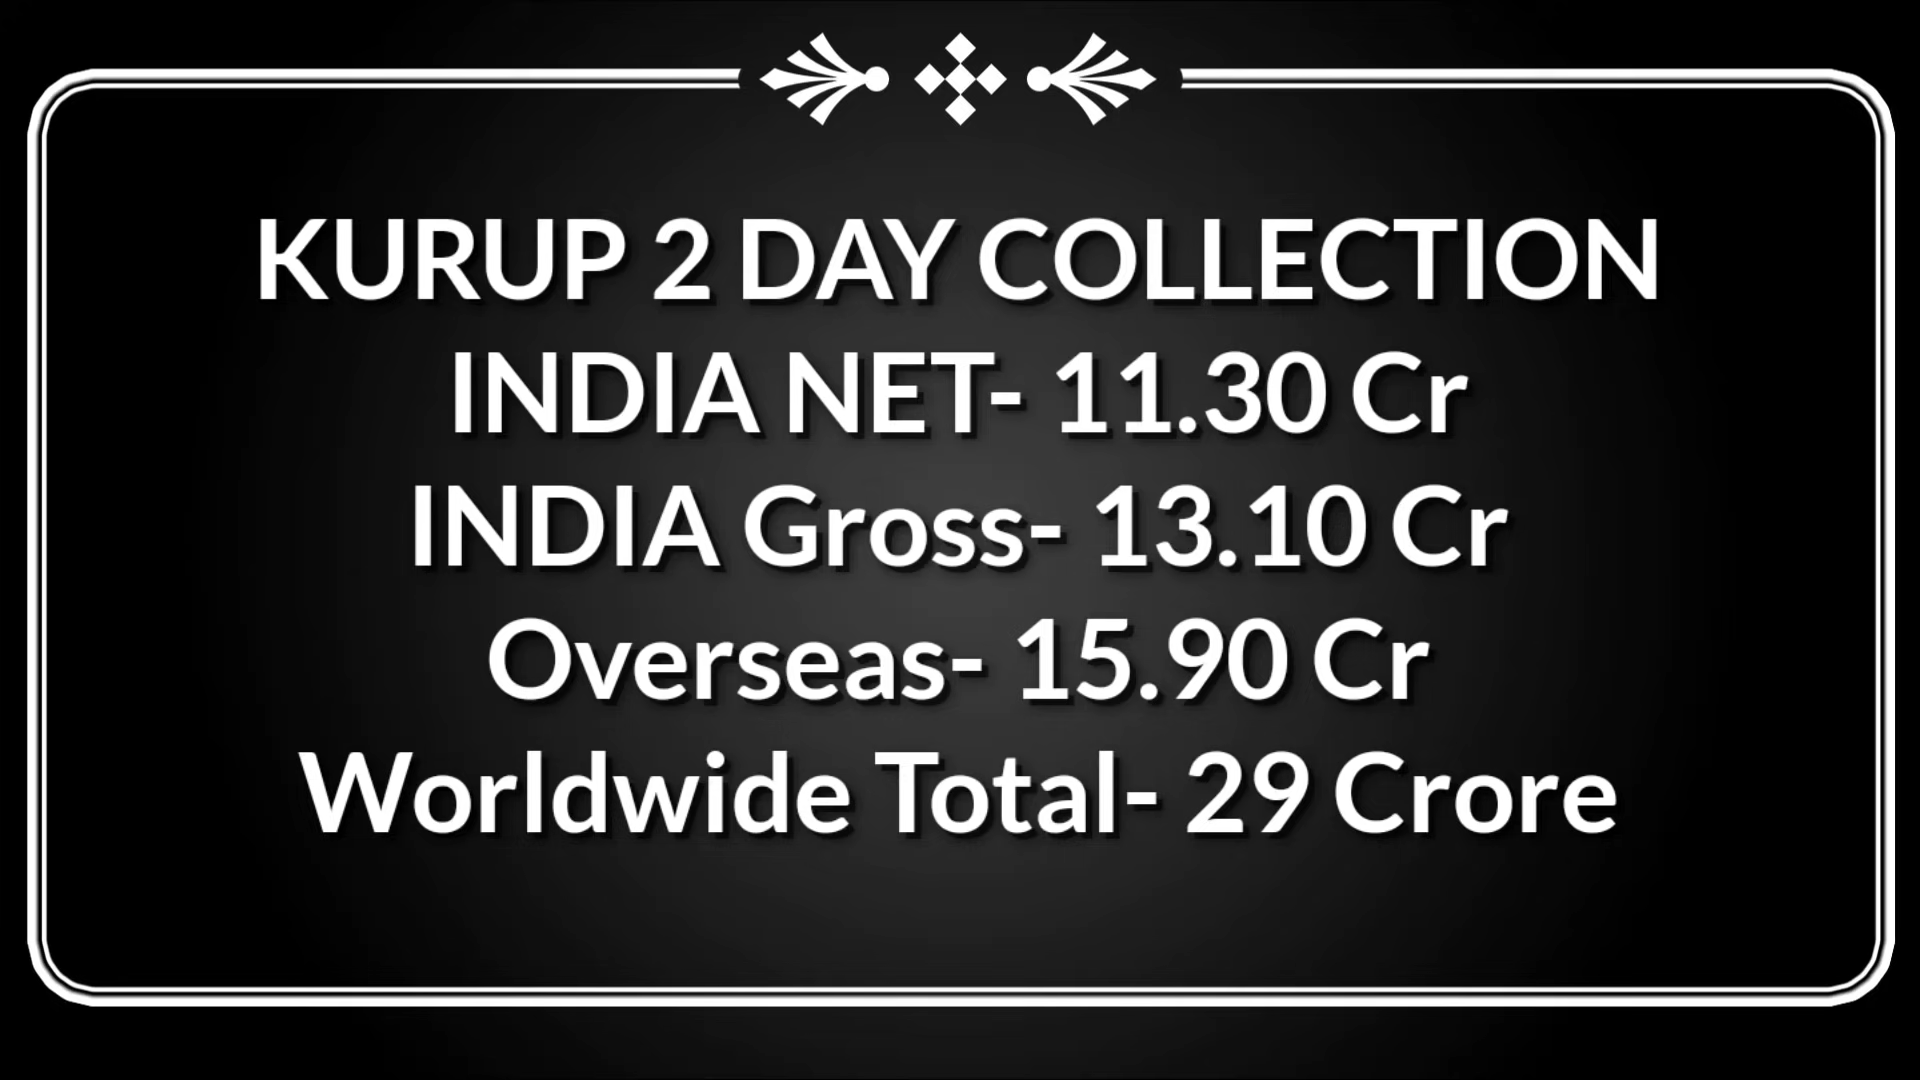 KURUP 2 DAY COLLECTION
INDIA NET- 11.30 Cr
INDIA Gross- 13.10 Cr
Overseas- 15.90 Cr
Worldwide Total- 29 Crore